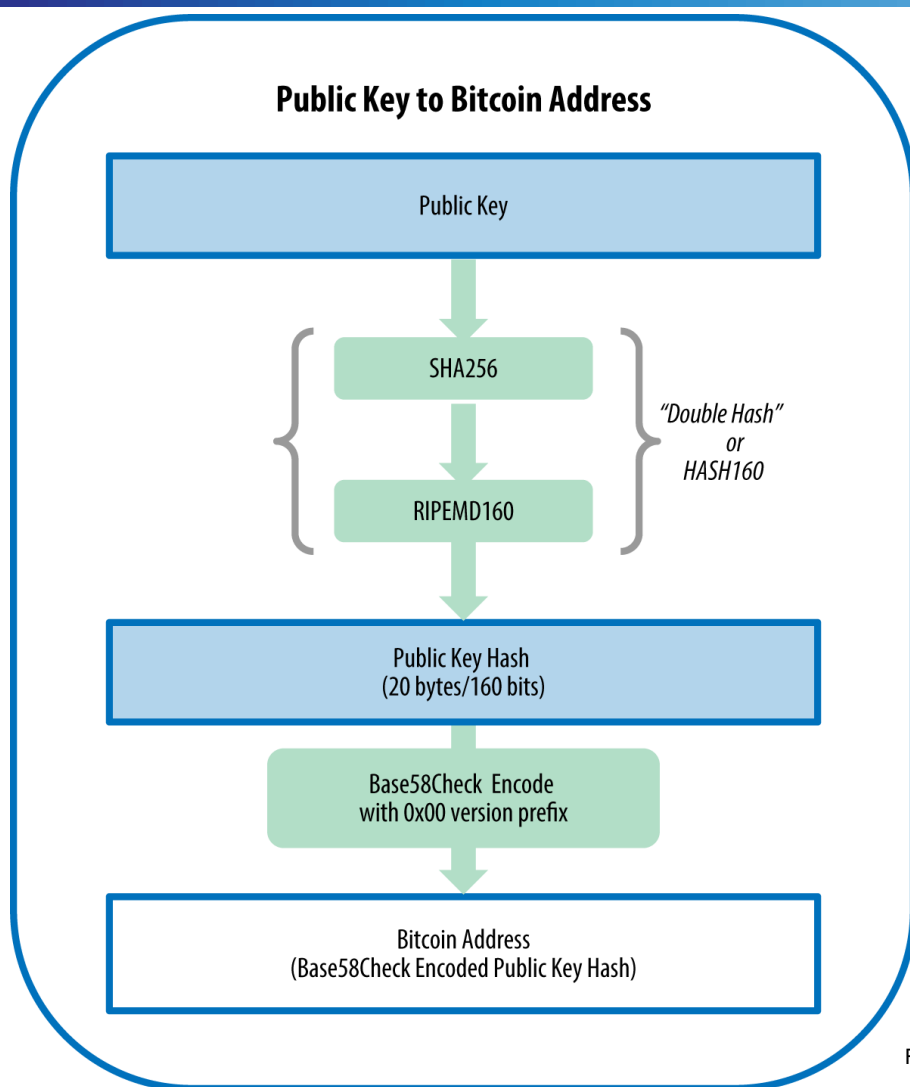 Public Key to Bitcoin Address
Public Key
SHA256
“Double Hash”
or
HASH160
RIPEMD160
Public Key Hash
(20 bytes/160 bits)
Base58Check Encode
with 0x00 version prefix
Bitcoin Address
(Base58Check Encoded Public Key Hash)